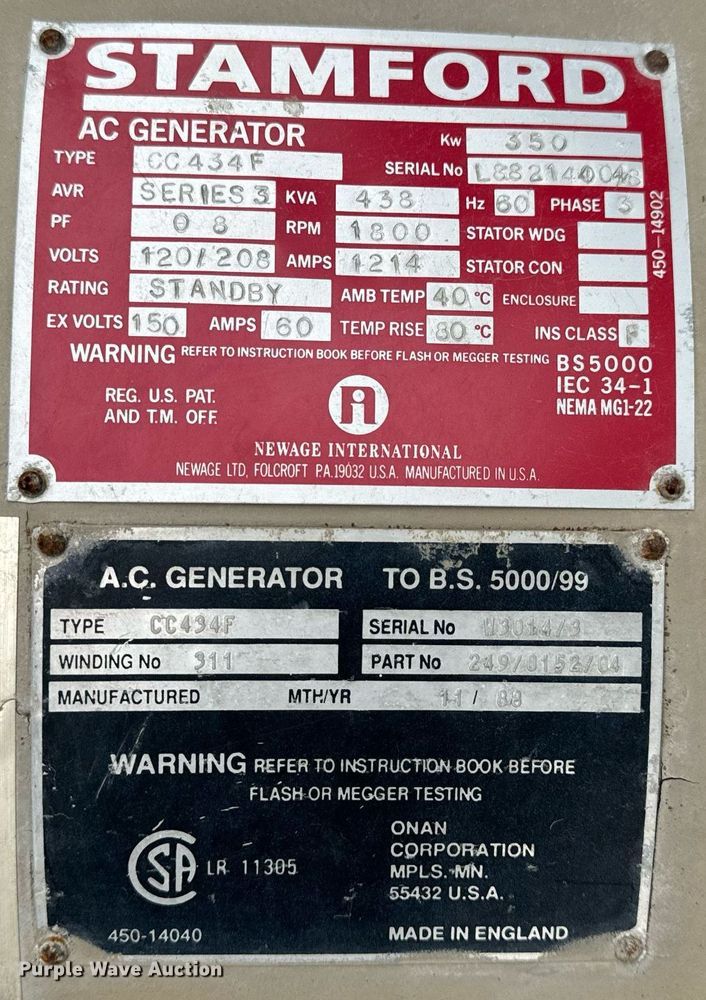 STAMFORD
AC GENERATOR Kw 350
TYPE CC434F SERIAL No L882140048
AVR SERIES 3 KVA 438 Hz 60 PHASE 3
PF 0 8 RPM 1800 STATOR WDG
VOLTS 120/208 AMPS 1214 STATOR CON
RATING STANDBY AMB TEMP 40 °C ENCLOSURE
EX VOLTS 150 AMPS 60 TEMP RISE 80 °C INS CLASS F
450-14902
WARNING REFER TO INSTRUCTION BOOK BEFORE FLASH OR MEGGER TESTING BS5000
IEC 34-1
NEMA MG1-22
REG. U.S. PAT.
AND T.M. OFF.
NEWAGE INTERNATIONAL
NEWAGE LTD, FOLCROFT P.A.19032 U.S.A. MANUFACTURED IN U.S.A.
A.C. GENERATOR TO B.S. 5000/99
TYPE CC434F SERIAL No W3014/3
WINDING No 311 PART No 249/0152/04
MANUFACTURED MTH/YR 11 / 88
WARNING REFER TO INSTRUCTION BOOK BEFORE
FLASH OR MEGGER TESTING
CSA LR 11305
ONAN
CORPORATION
MPLS. MN.
55432 U.S.A.
450-14040 MADE IN ENGLAND
Purple Wave Auction